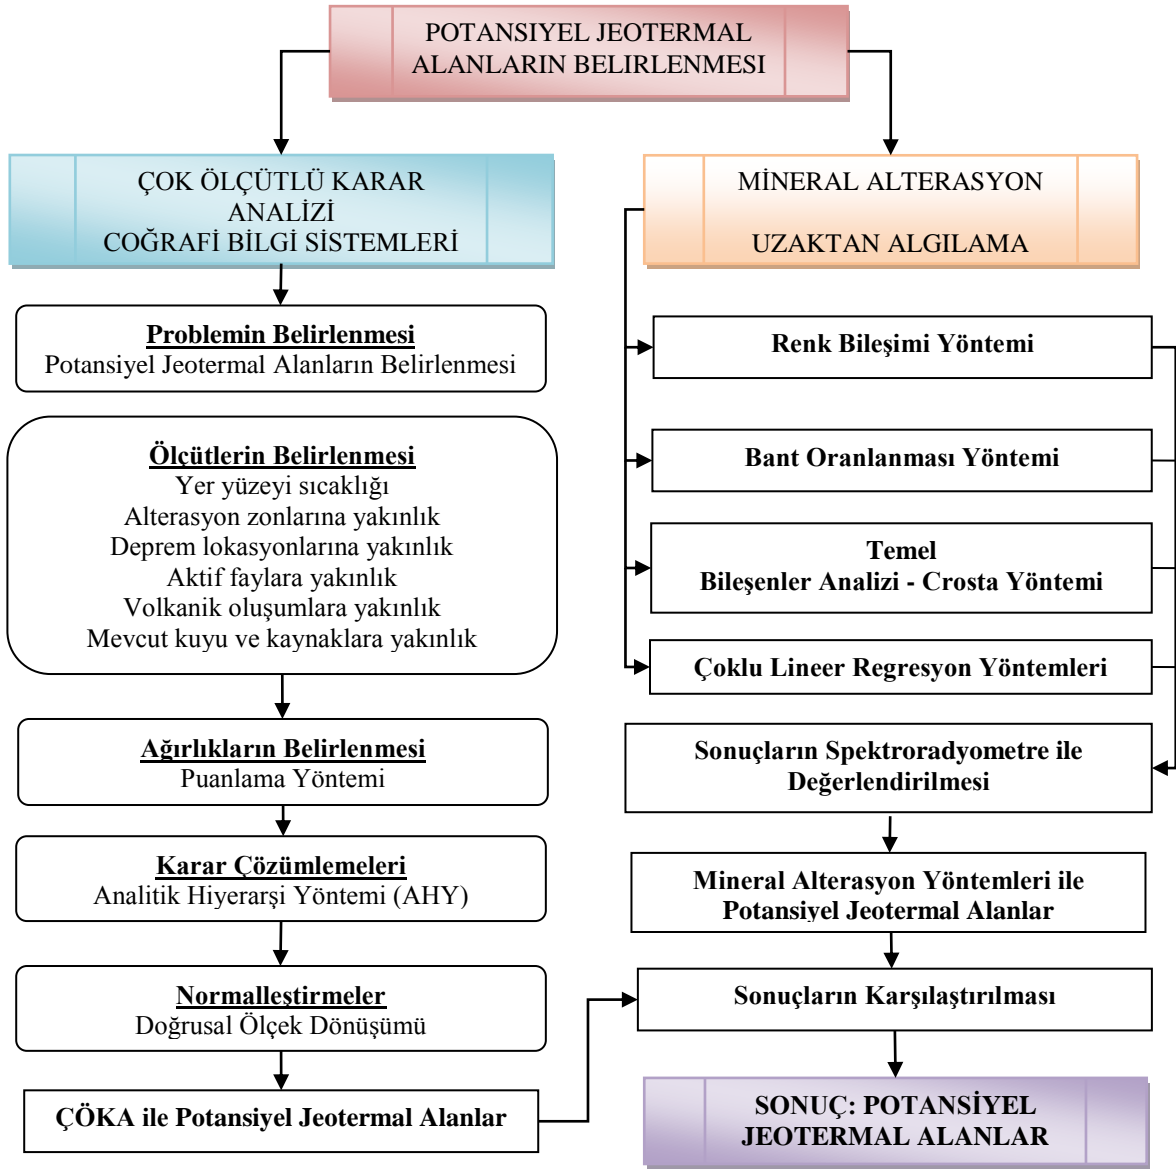 POTANSIYEL JEOTERMAL
ALANLARIN BELIRLENMESI
ÇOK ÖLÇÜTLÜ KARAR
ANALİZİ
COĞRAFİ BİLGİ SİSTEMLERİ
Problemin Belirlenmesi
Potansiyel Jeotermal Alanların Belirlenmesi
Ölçütlerin Belirlenmesi
Yer yüzeyi sıcaklığı
Alterasyon zonlarına yakınlık
Deprem lokasyonlarına yakınlık
Aktif faylara yakınlık
Volkanik oluşumlara yakınlık
Mevcut kuyu ve kaynaklara yakınlık
Ağırlıkların Belirlenmesi
Puanlama Yöntemi
Karar Çözümlemeleri
Analitik Hiyerarşi Yöntemi (AHY)
Normalleştirmeler
Doğrusal Ölçek Dönüşümü
ÇÖKA ile Potansiyel Jeotermal Alanlar
MİNERAL ALTERASYON
UZAKTAN ALGILAMA
Renk Bileşimi Yöntemi
Bant Oranlanması Yöntemi
Temel
Bileşenler Analizi - Crosta Yöntemi
Çoklu Lineer Regresyon Yöntemleri
Sonuçların Spektroradyometre ile
Değerlendirilmesi
Mineral Alterasyon Yöntemleri ile
Potansiyel Jeotermal Alanlar
Sonuçların Karşılaştırılması
SONUÇ: POTANSİYEL
JEOTERMAL ALANLAR